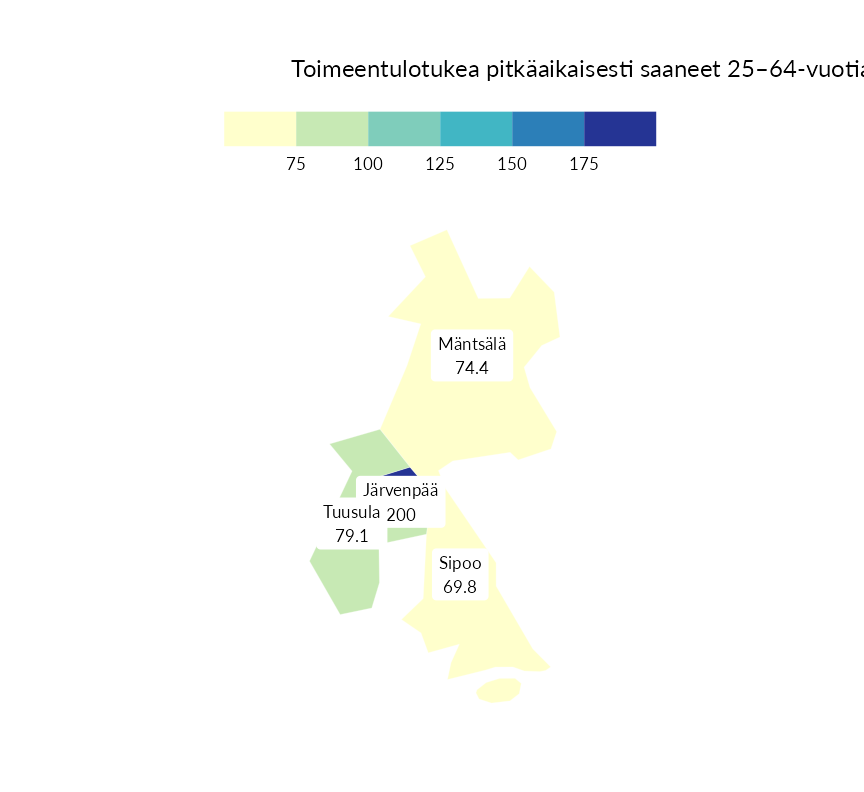 Toimeentulotukea pitkäaikaisesti saaneet 25–64-vuotia
75 100 125 150 175
Mäntsälä
74.4
Järvenpää
200
Tuusula
79.1
Sipoo
69.8